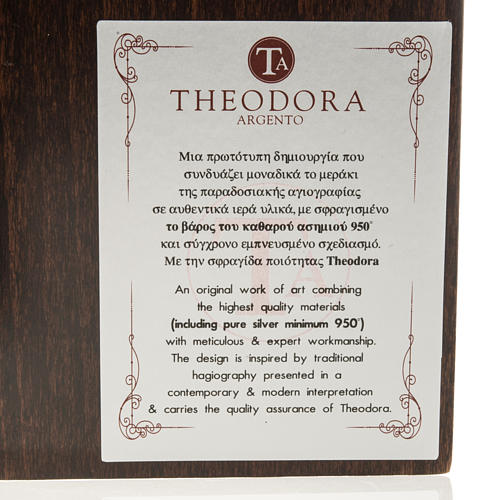 TA
THEODORA
ARGENTO
Μια πρωτότυπη δημιουργία που
συνδυάζει μοναδικά το μεράκι
της παραδοσιακής αγιογραφίας
σε αυθεντικά ιερά υλικά, με σφραγισμένο
το βάρος του καθαρού ασημιού 950°
και σύγχρονο εμπνευσμένο σχεδιασμό.
Με την σφραγίδα ποιότητας Theodora
An original work of art combining
the highest quality materials
(including pure silver minimum 950°)
with meticulous & expert workmanship.
The design is inspired by traditional
hagiography presented in a
contemporary & modern interpretation
& carries the quality assurance of Theodora.